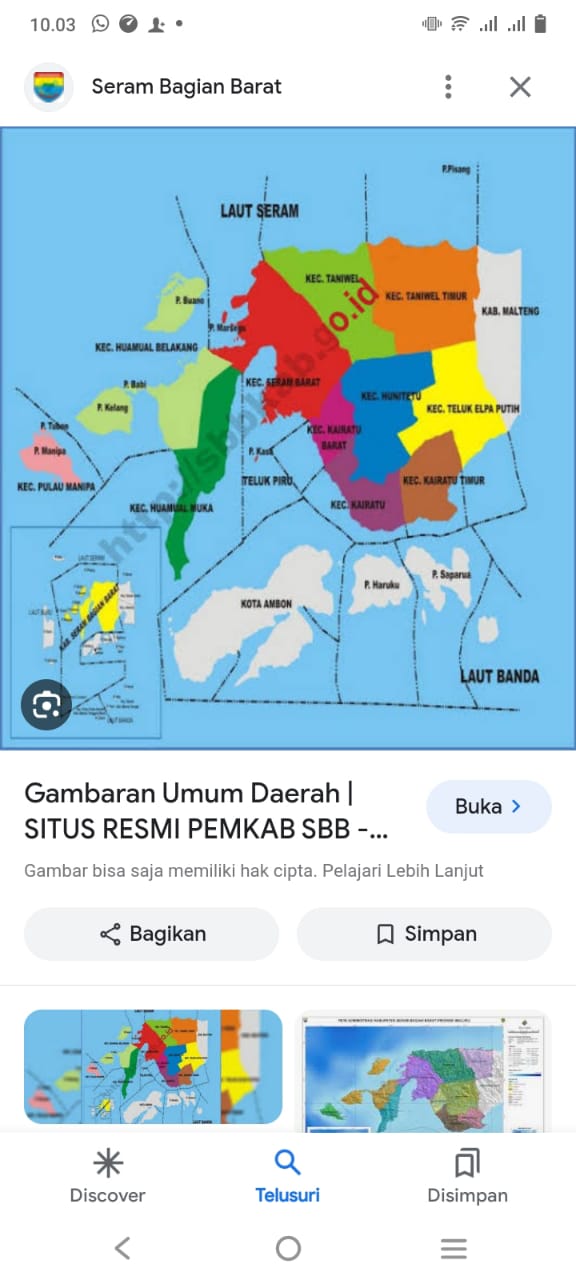 10.03
Seram Bagian Barat
P.Pisang
LAUT SERAM
KEC. TANIWEL
P. Buano
KEC. TANIWEL TIMUR
KAB. MALTENG
KEC. HUAMUAL BELAKANG
P. Babi
KEC. SERAM BARAT
KEC. HUNITETU
P. Kelang
KEC. TELUK ELPA PUTIH
KEC. KAIRATU
BARAT
P. Manipa
P. Kasa
KEC. PULAU MANIPA
TELUK PIRU
KEC. KAIRATU TIMUR
KEC. HUAMUAL MUKA
KEC. KAIRATU
http://sbbkab.go.id
LAUT SERAM
KAB. SERAM BAGIAN BARAT
P. Haruku
P. Saparua
KOTA AMBON
LAUT BANDA
Gambaran Umum Daerah |
SITUS RESMI PEMKAB SBB -...
Buka
Gambar bisa saja memiliki hak cipta. Pelajari Lebih Lanjut
Bagikan
Simpan
Discover
Telusuri
Disimpan